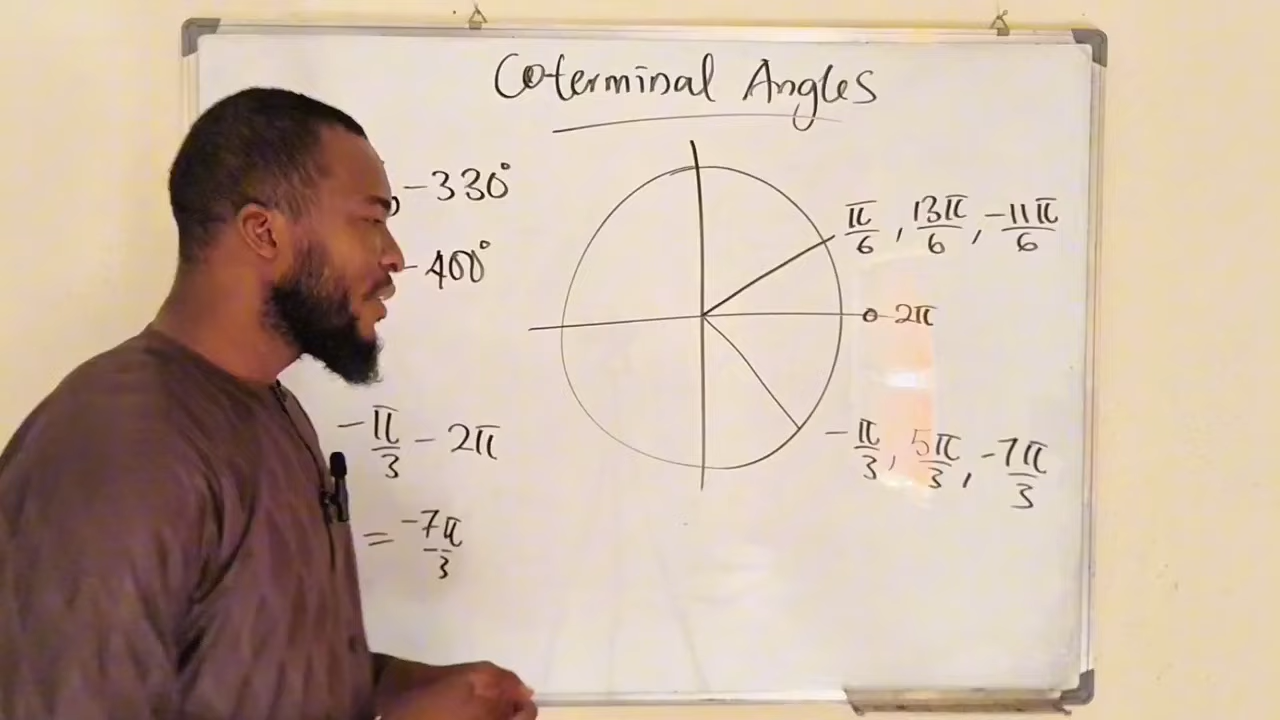 Coterminal Angles
-330°
-400°
π/6, 13π/6, -11π/6
0 2π
-π/3 - 2π
-π/3, 5π/3, -7π/3
= -7π/3